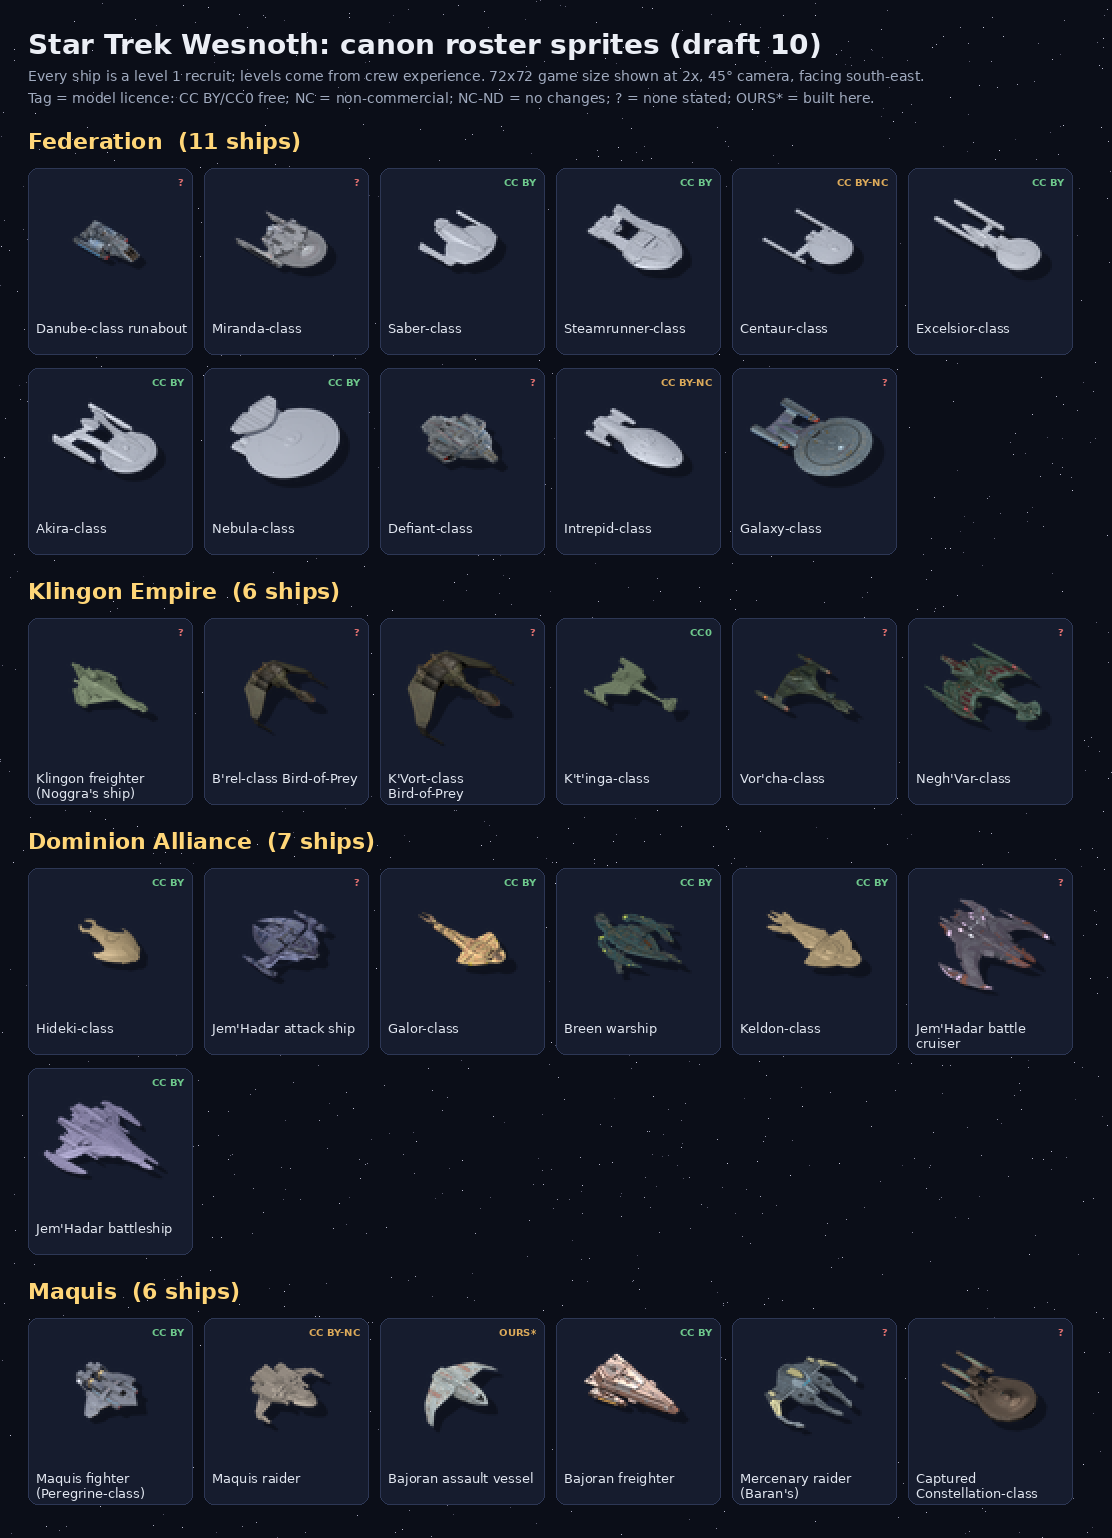 Star Trek Wesnoth: canon roster sprites (draft 10)
Every ship is a level 1 recruit; levels come from crew experience. 72x72 game size shown at 2x, 45° camera, facing south-east.
Tag = model licence: CC BY/CC0 free; NC = non-commercial; NC-ND = no changes; ? = none stated; OURS* = built here.
Federation (11 ships)
?
Danube-class runabout
?
Miranda-class
CC BY
Saber-class
CC BY
Steamrunner-class
CC BY-NC
Centaur-class
CC BY
Excelsior-class
CC BY
Akira-class
CC BY
Nebula-class
?
Defiant-class
CC BY-NC
Intrepid-class
?
Galaxy-class
Klingon Empire (6 ships)
?
Klingon freighter
(Noggra's ship)
?
B'rel-class Bird-of-Prey
?
K'Vort-class
Bird-of-Prey
CC0
K't'inga-class
?
Vor'cha-class
?
Negh'Var-class
Dominion Alliance (7 ships)
CC BY
Hideki-class
?
Jem'Hadar attack ship
CC BY
Galor-class
CC BY
Breen warship
CC BY
Keldon-class
?
Jem'Hadar battle
cruiser
CC BY
Jem'Hadar battleship
Maquis (6 ships)
CC BY
Maquis fighter
(Peregrine-class)
CC BY-NC
Maquis raider
OURS*
Bajoran assault vessel
CC BY
Bajoran freighter
?
Mercenary raider
(Baran's)
?
Captured
Constellation-class